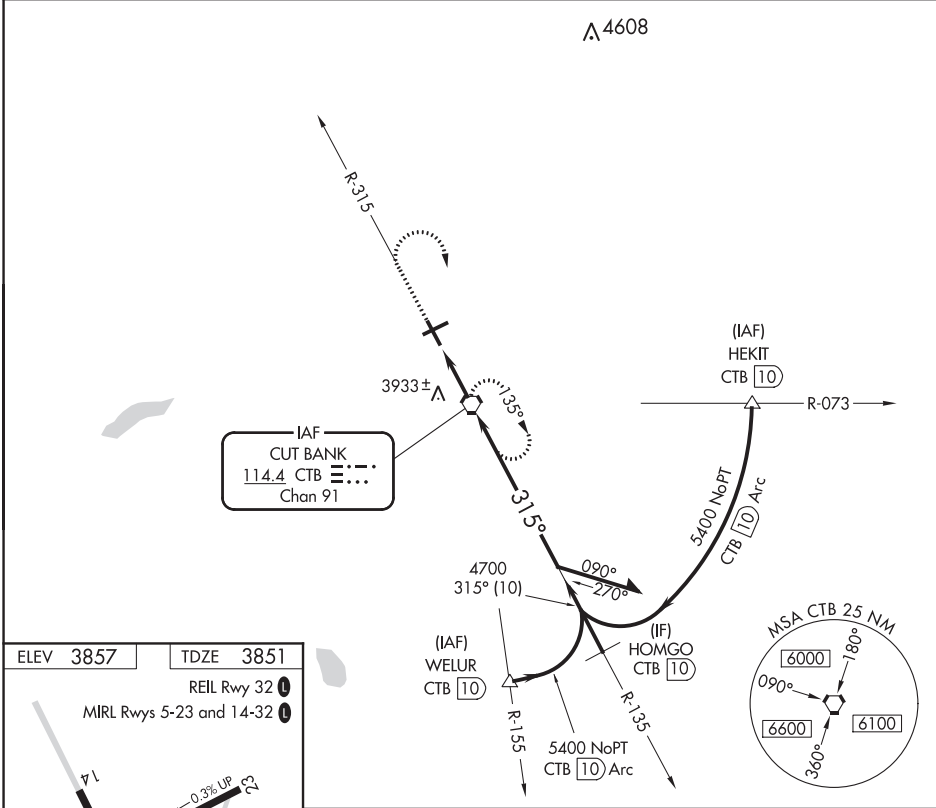 4608
R-315
(IAF)
HEKIT
CTB 10
R-073
3933±
135°
IAF
CUT BANK
114.4 CTB
Chan 91
315°
5400 NoPT
CTB 10 Arc
4700
315° (10)
090°
270°
(IAF)
WELUR
CTB 10
(IF)
HOMGO
CTB 10
R-155
R-135
5400 NoPT
CTB 10 Arc
MSA CTB 25 NM
6000
180°
090°
6600
6100
360°
ELEV 3857
TDZE 3851
REIL Rwy 32 L
MIRL Rwys 5-23 and 14-32 L
14
0.3% UP
23